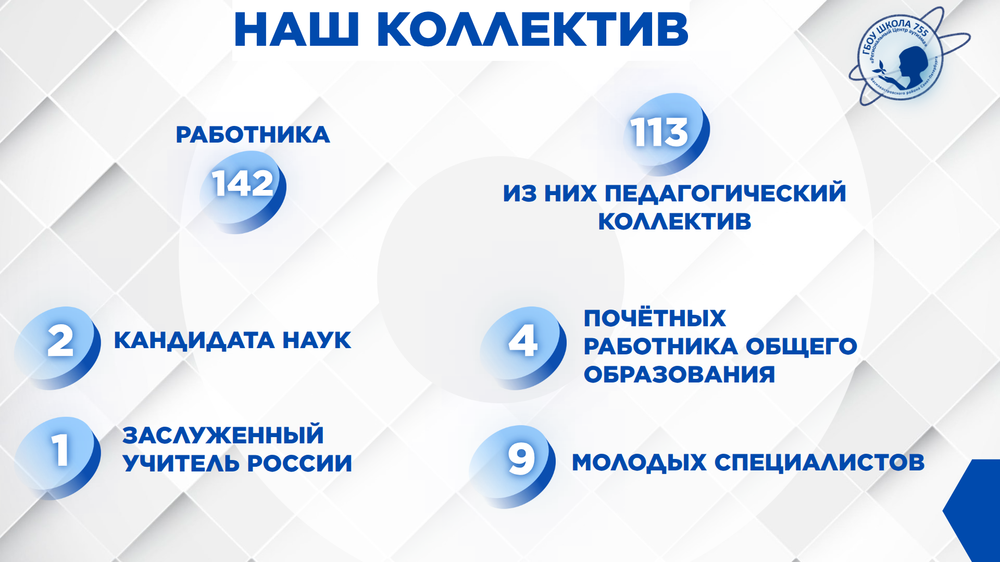 НАШ КОЛЛЕКТИВ
ГБОУ ШКОЛА 755
«Региональный Центр аутизма»
Василеостровского района Санкт-Петербурга
РАБОТНИКА
142
113
ИЗ НИХ ПЕДАГОГИЧЕСКИЙ
КОЛЛЕКТИВ
2
КАНДИДАТА НАУК
4
ПОЧЁТНЫХ
РАБОТНИКА ОБЩЕГО
ОБРАЗОВАНИЯ
1
ЗАСЛУЖЕННЫЙ
УЧИТЕЛЬ РОССИИ
9
МОЛОДЫХ СПЕЦИАЛИСТОВ